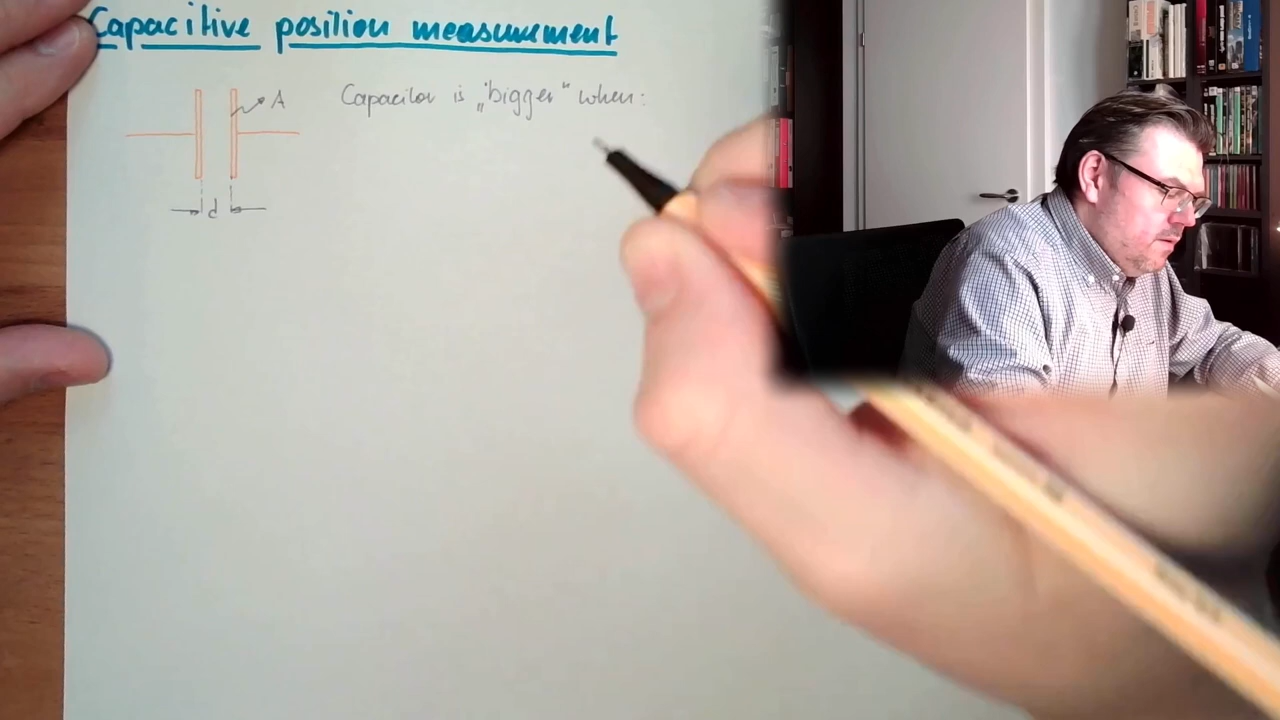 Capacitive position measurement
A
Capacitor is „bigger“ when:
d